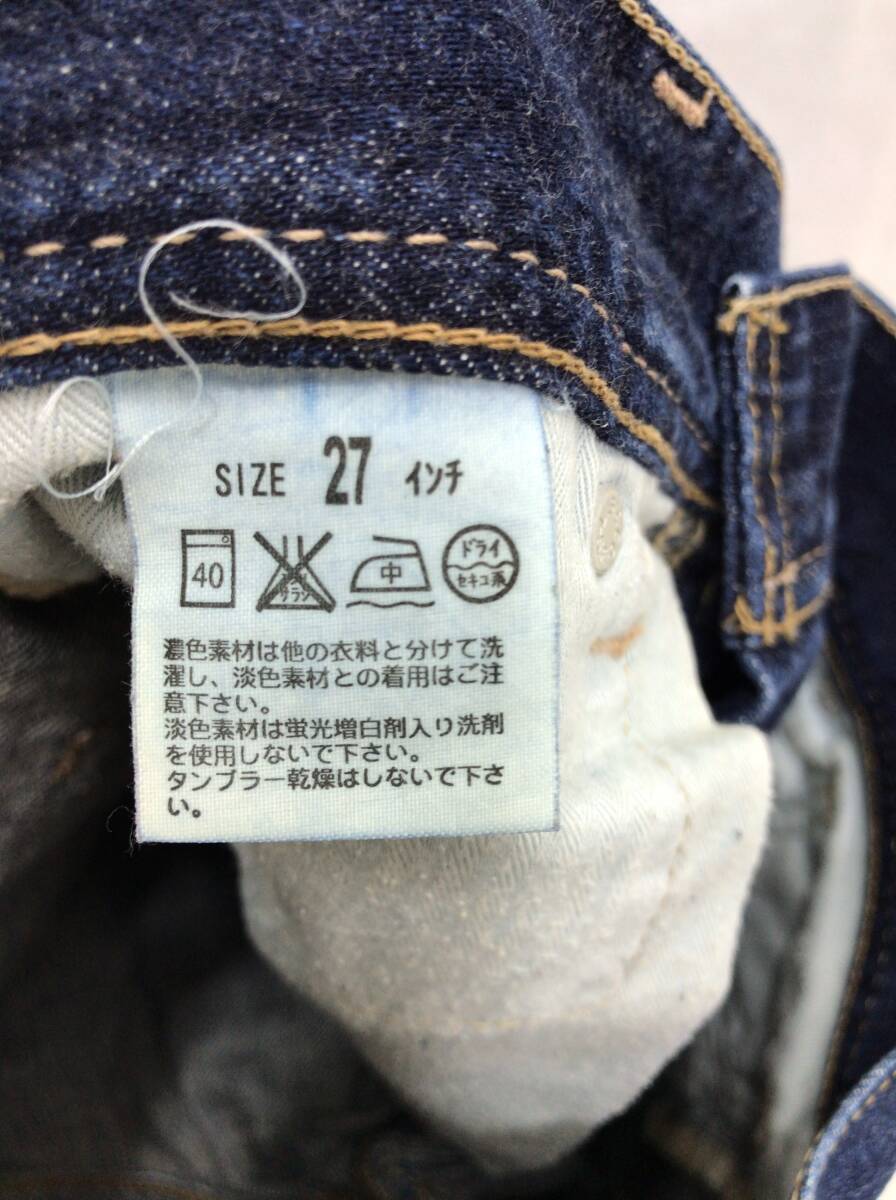 SIZE 27 インチ
40 エンソ サラシ 中 ドライ セキユ系
濃色素材は他の衣料と分けて洗
濯し、淡色素材との着用はご注
意下さい。
淡色素材は蛍光増白剤入り洗剤
を使用しないで下さい。
タンブラー乾燥はしないで下さ
い。